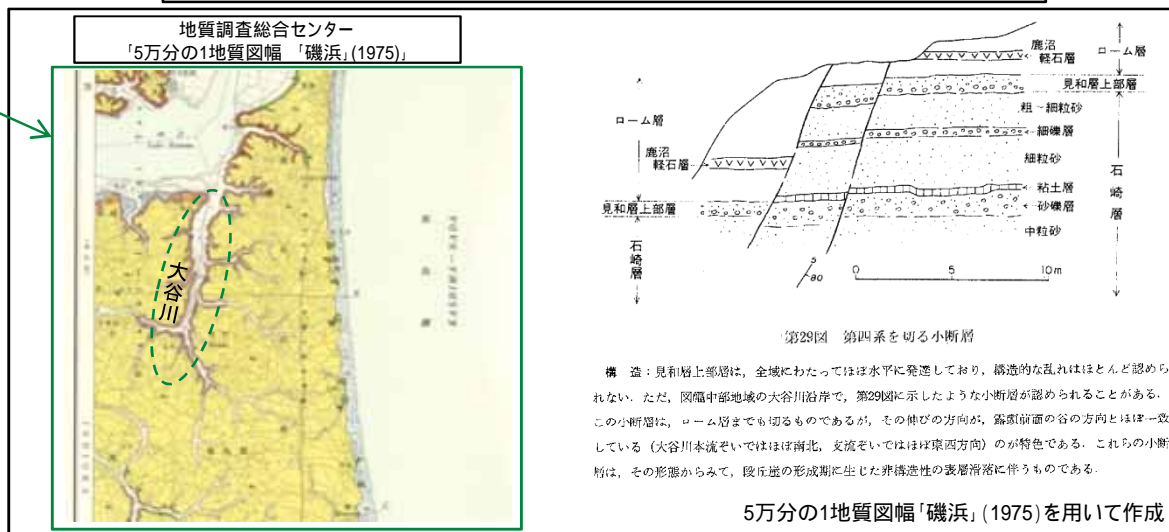 地質調査総合センター
「5万分の1地質図幅 「磯浜」(1975)」
大谷川
鹿沼
軽石層
ローム層
見和層上部層
粗～細粒砂
細礫層
細粒砂
粘土層
砂礫層
中粒砂
石崎層
ローム層
鹿沼
軽石層
見和層上部層
石崎層
S
80
0 5 10 m
第29図 第四系を切る小断層
構 造：見和層上部層は，全域にわたってほぼ水平に発達しており，構造的な乱れはほとんど認めら
れない．ただ，図幅中部地域の大谷川沿岸で，第29図に示したような小断層が認められることがある．
この小断層は，ローム層までも切るものであるが，その伸びの方向が，露頭前面の谷の方向とほぼ一致
している（大谷川本流ぞいではほぼ南北，支流ぞいではほぼ東西方向）のが特色である．これらの小断
層は，その形態からみて，段丘崖の形成期に生じた非構造性の表層滑落に伴うものである．
5万分の1地質図幅「磯浜」(1975)を用いて作成